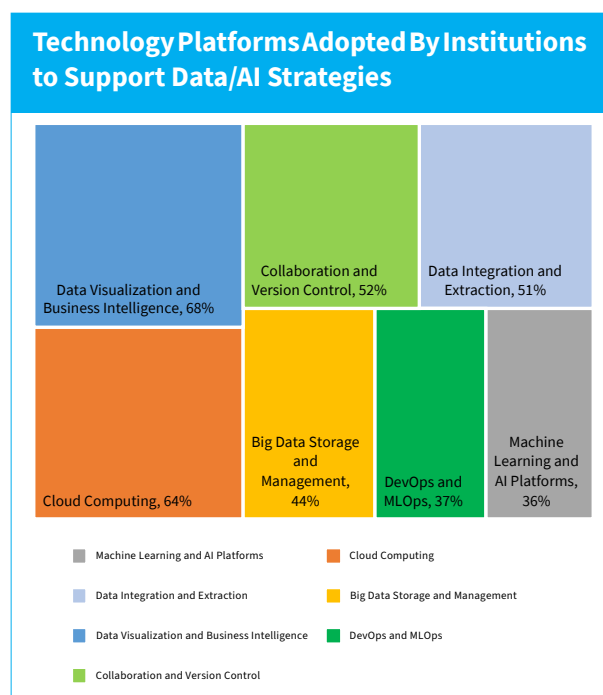 Technology Platforms Adopted By Institutions
to Support Data/AI Strategies
Data Visualization and
Business Intelligence, 68%
Collaboration and
Version Control, 52%
Data Integration and
Extraction, 51%
Cloud Computing, 64%
Big Data Storage
and
Management,
44%
DevOps and
MLOps, 37%
Machine
Learning and
AI Platforms,
36%
Machine Learning and AI Platforms
Cloud Computing
Data Integration and Extraction
Big Data Storage and Management
Data Visualization and Business Intelligence
DevOps and MLOps
Collaboration and Version Control